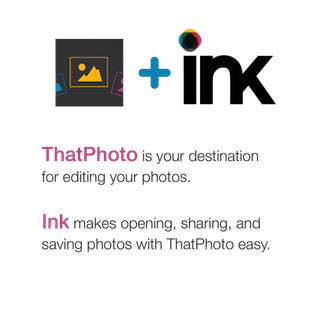 + ink
ThatPhoto is your destination
for editing your photos.
Ink makes opening, sharing, and
saving photos with ThatPhoto easy.